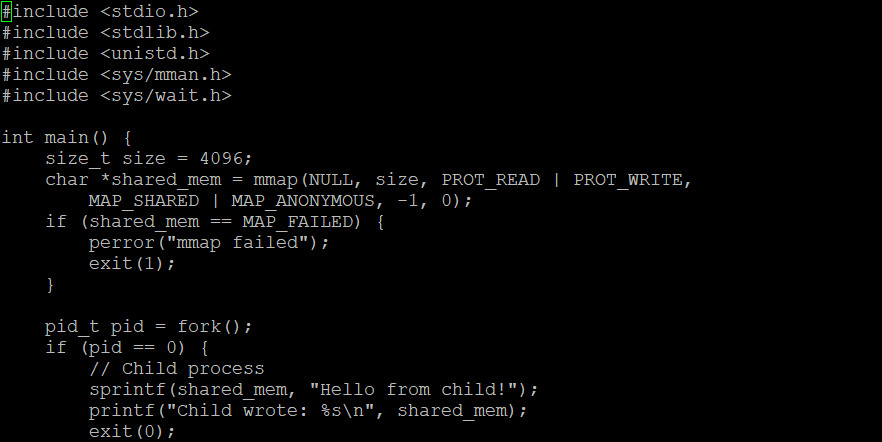 #include <stdio.h>
#include <stdlib.h>
#include <unistd.h>
#include <sys/mman.h>
#include <sys/wait.h>

int main() {
    size_t size = 4096;
    char *shared_mem = mmap(NULL, size, PROT_READ | PROT_WRITE,
        MAP_SHARED | MAP_ANONYMOUS, -1, 0);
    if (shared_mem == MAP_FAILED) {
        perror("mmap failed");
        exit(1);
    }

    pid_t pid = fork();
    if (pid == 0) {
        // Child process
        sprintf(shared_mem, "Hello from child!");
        printf("Child wrote: %s\n", shared_mem);
        exit(0);